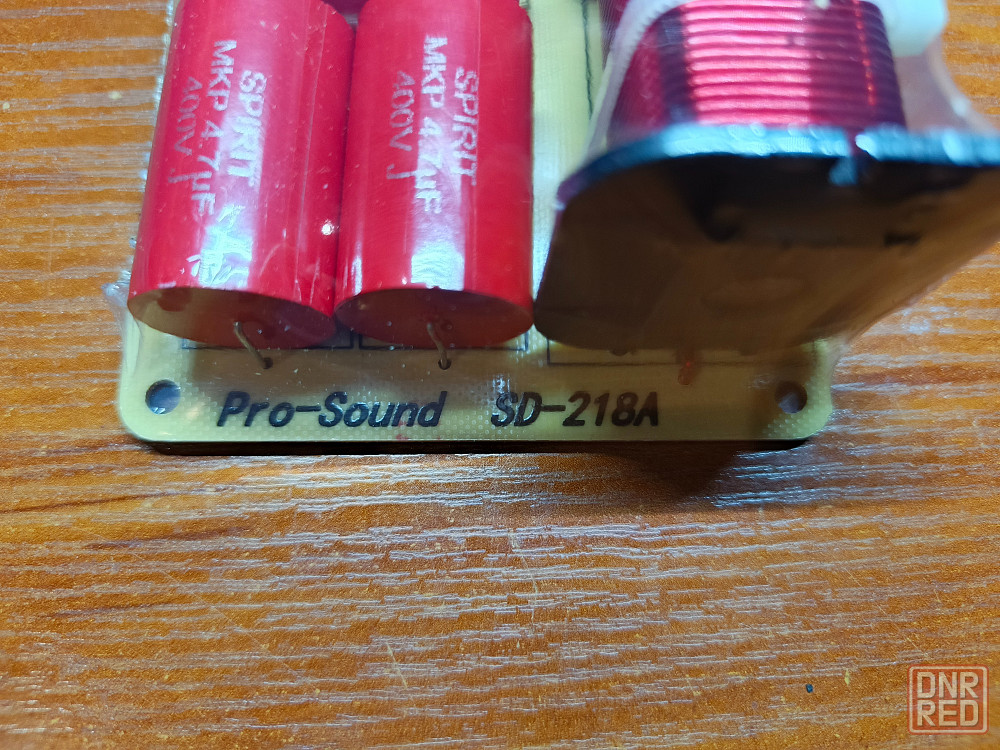 SPIRIT
MKP 4.7µF
400V J
SPIRIT
MKP 4.7µF
400V J
Pro-Sound SD-218A
DNR
RED